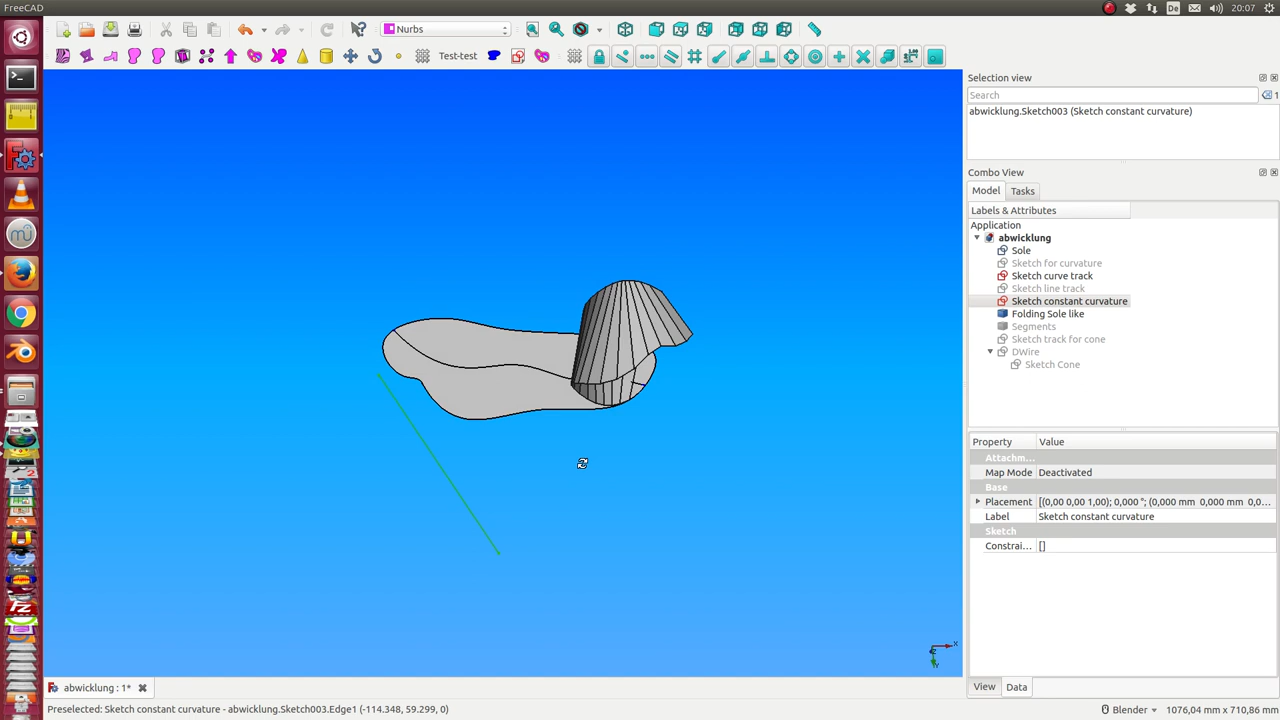 FreeCAD
De
20:07
Nurbs
Test-test
Selection view
Search
1
abwicklung.Sketch003 (Sketch constant curvature)
Combo View
Model
Tasks
Labels & Attributes
Application
abwicklung
Sole
Sketch for curvature
Sketch curve track
Sketch line track
Sketch constant curvature
Folding Sole like
Segments
Sketch track for cone
DWire
Sketch Cone
Property
Value
Attachm...
Map Mode
Deactivated
Base
Placement
[(0,00 0,00 1,00); 0,000 °; (0,000 mm 0,000 mm 0,0...
Label
Sketch constant curvature
Sketch
Constrai...
[]
View
Data
abwicklung : 1*
Preselected: Sketch constant curvature - abwicklung.Sketch003.Edge1 (-114.348, 59.299, 0)
Blender
1076,04 mm x 710,86 mm